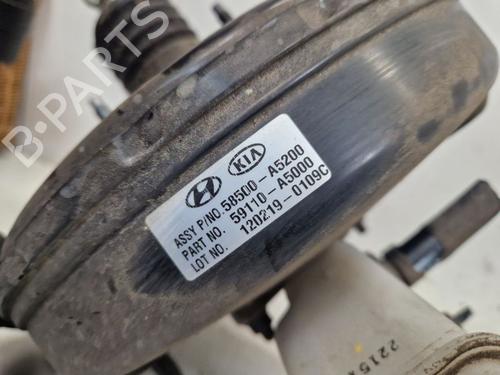 KIA
ASSY P/NO.58500-A5200
PART NO. 59110-A5000
LOT NO. 120219-0109C
B-PARTS